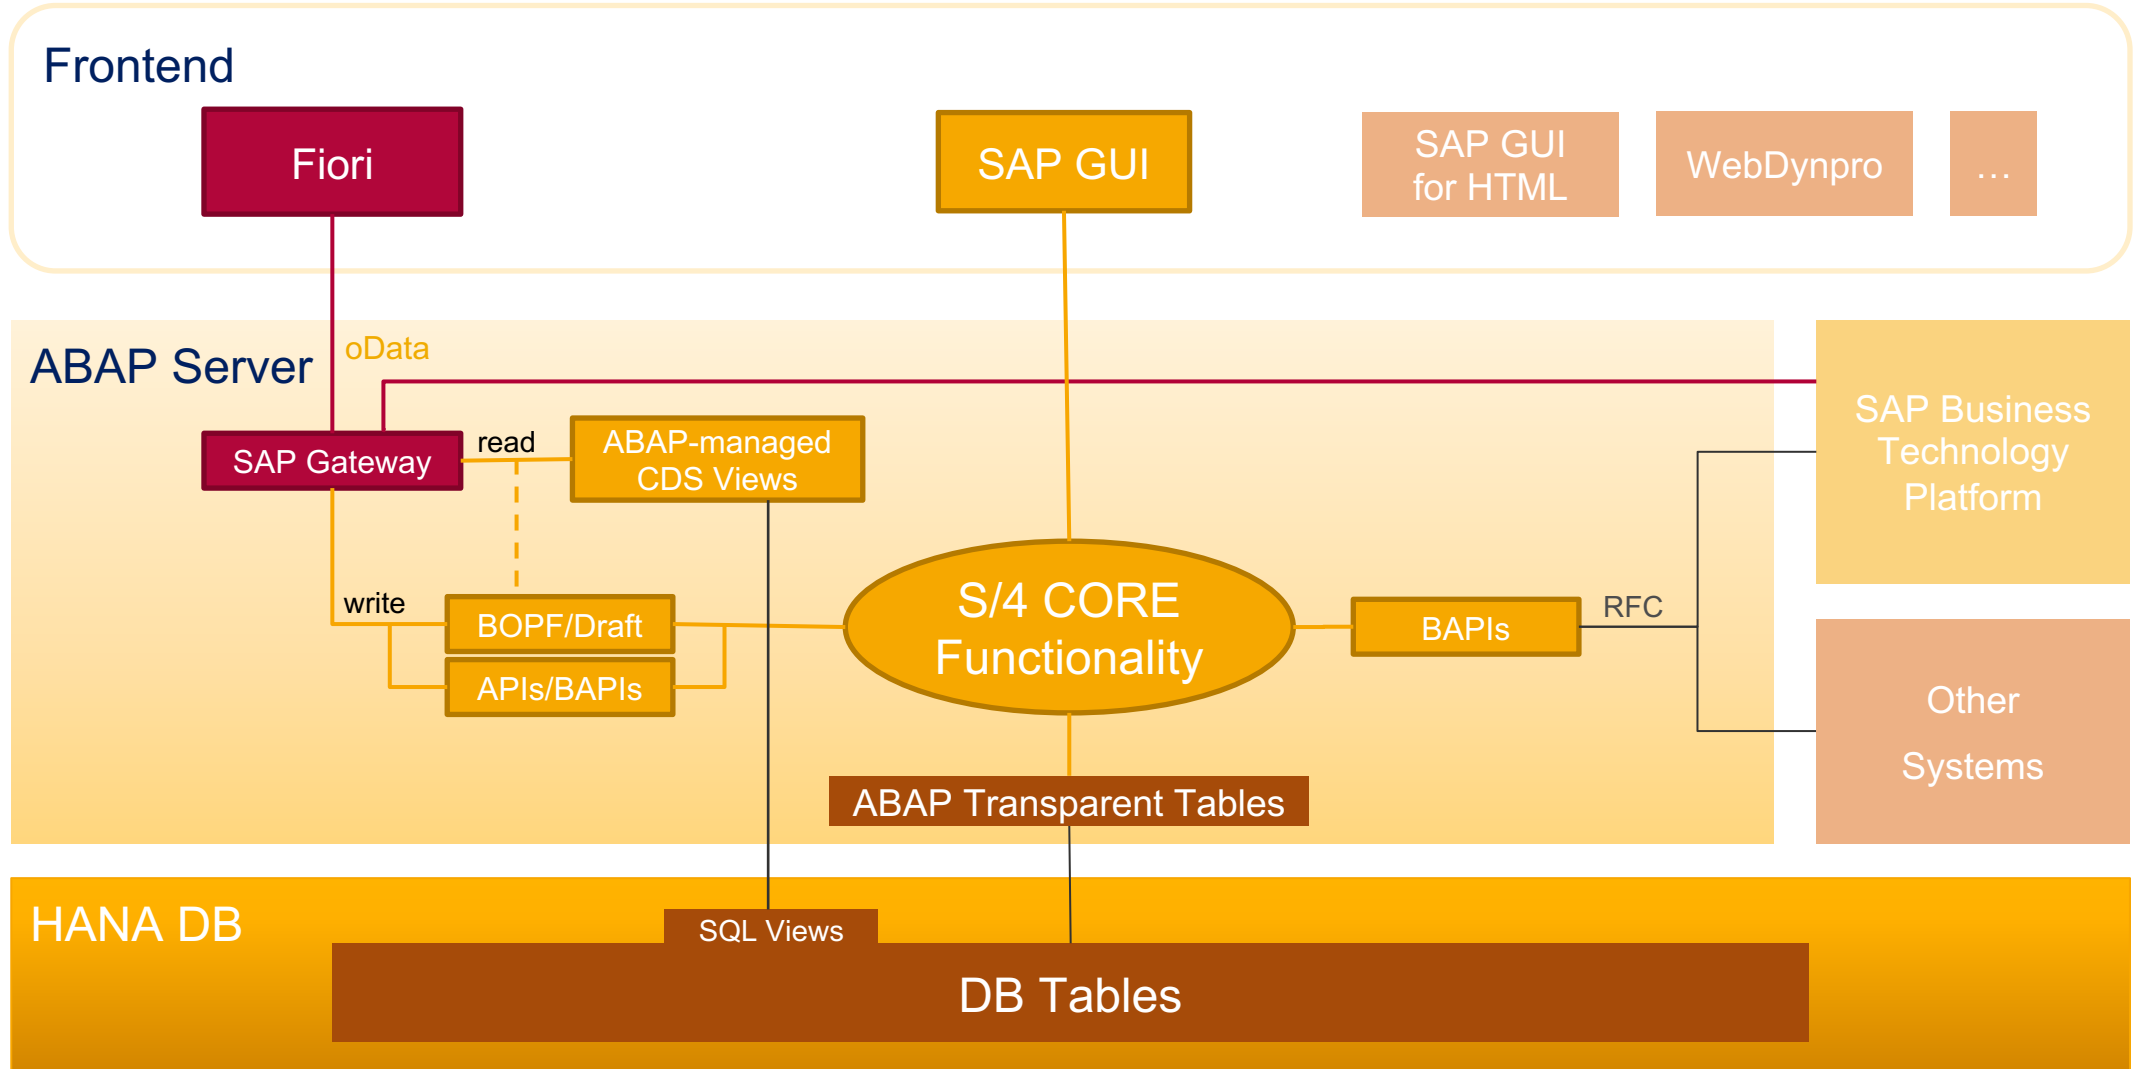 Frontend
Fiori
SAP GUI
SAP GUI
for HTML
WebDynpro
...
ABAP Server
oData
SAP Gateway
read
ABAP-managed
CDS Views
write
BOPF/Draft
APIs/BAPIs
S/4 CORE
Functionality
BAPIs
RFC
SAP Business
Technology
Platform
Other
Systems
ABAP Transparent Tables
HANA DB
SQL Views
DB Tables